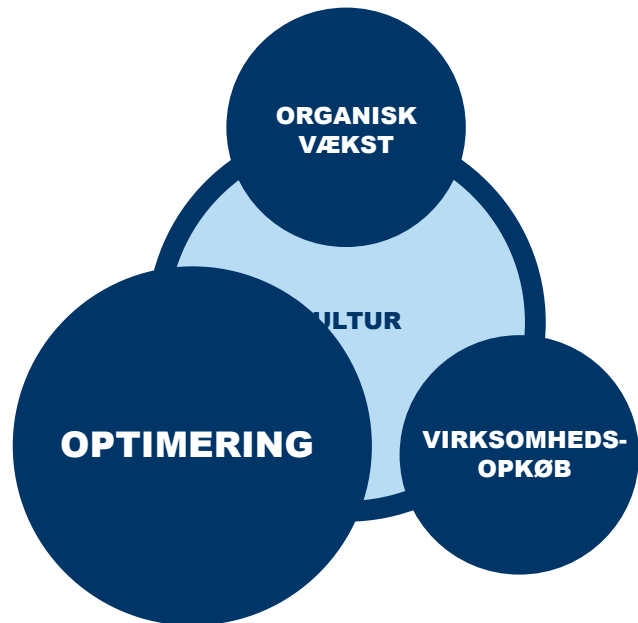 ORGANISK
VÆKST
ULTUR
OPTIMERING
VIRKSOMHEDS-
OPKØB